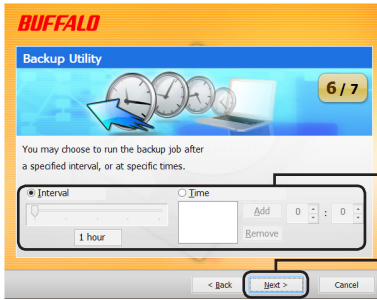 BUFFALO
Backup Utility
6 / 7
You may choose to run the backup job after
a specified interval, or at specific times.
Interval
Time
Add
0 : 0
1 hour
Remove
< Back
Next >
Cancel